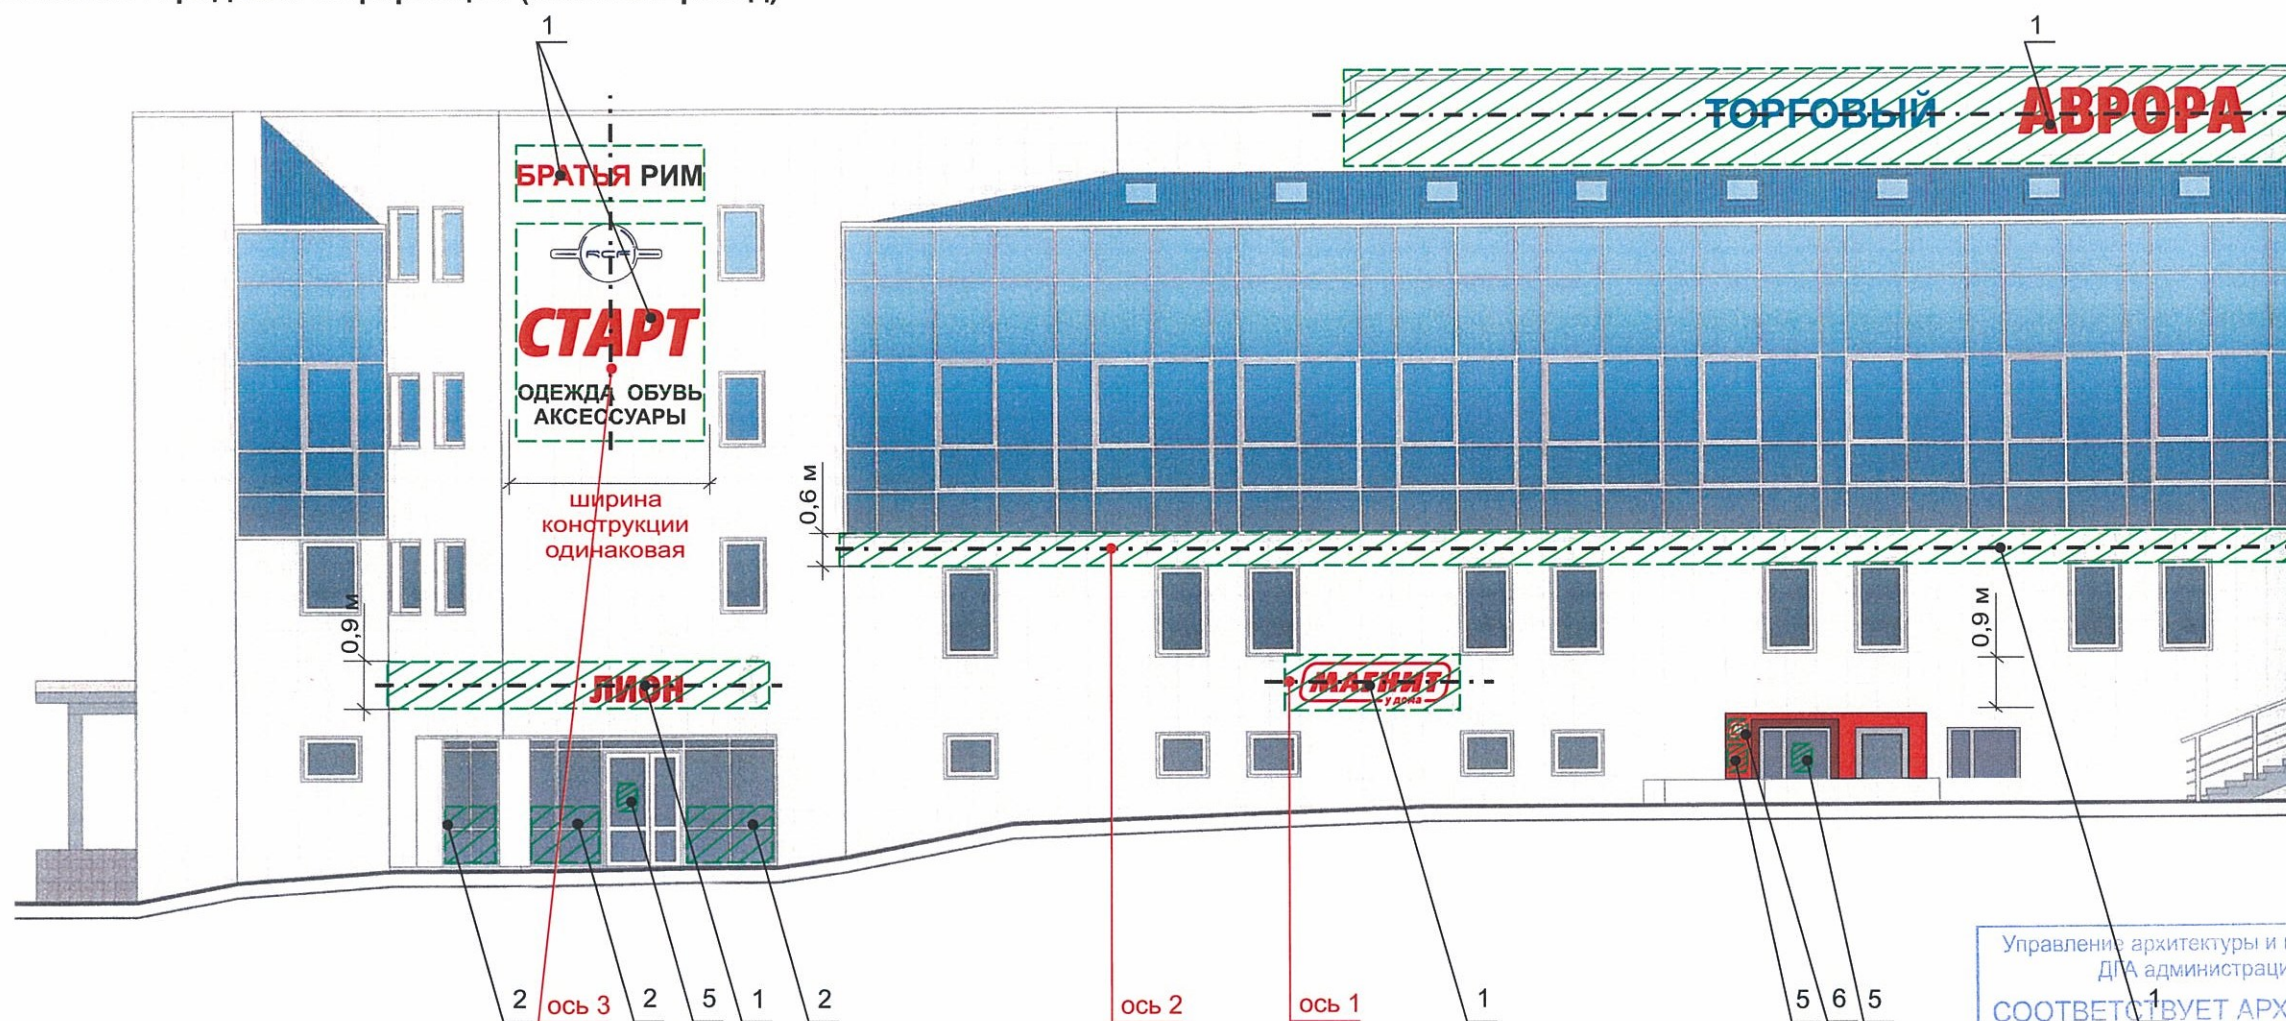 1
1
ТОРГОВЫЙ АВРОРА
БРАТЬЯ РИМ
СТАРТ
ОДЕЖДА ОБУВЬ
АКСЕССУАРЫ
0,6 м
ширина
конструкции
одинаковая
0,9 м
0,9 м
ЛИОН
МАГНИТ
у дома
Управление архитектуры и
ДГА администраци
СООТВЕТСТВУЕТ АРХ
2 ось 3 2 5 1 2 ось 2 ось 1 1 5 6 5 1